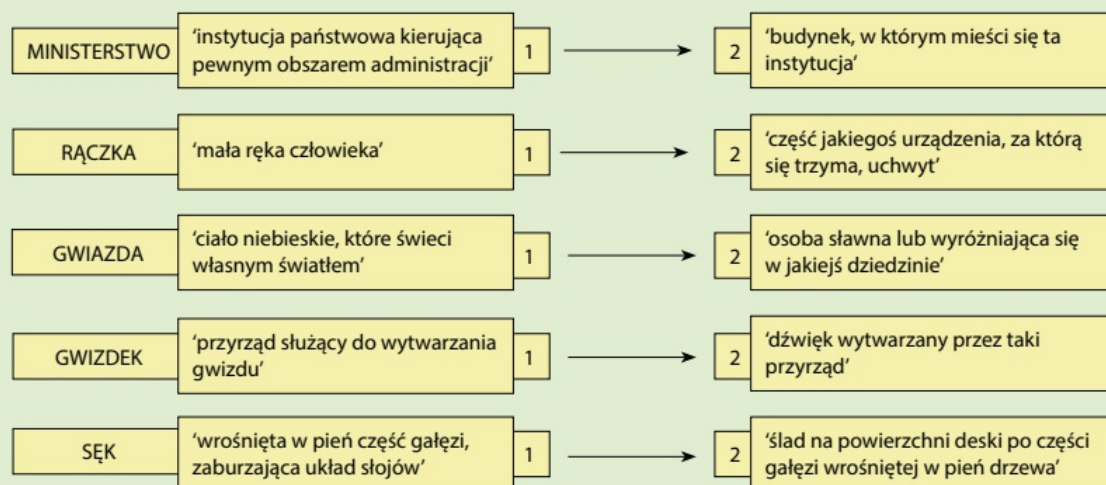 MINISTERSTWO
‘instytucja państwowa kierująca
pewnym obszarem administracji’
1
2
‘budynek, w którym mieści się ta
instytucja’
RĄCZKA
‘mała ręka człowieka’
1
2
‘część jakiegoś urządzenia, za którą
się trzyma, uchwyt’
GWIAZDA
‘ciało niebieskie, które świeci
własnym światłem’
1
2
‘osoba sławna lub wyróżniająca się
w jakiejś dziedzinie’
GWIZDEK
‘przyrząd służący do wytwarzania
gwizdu’
1
2
‘dźwięk wytwarzany przez taki
przyrząd’
SĘK
‘wrośnięta w pień część gałęzi,
zaburzająca układ słojów’
1
2
‘ślad na powierzchni deski po części
gałęzi wrośniętej w pień drzewa’